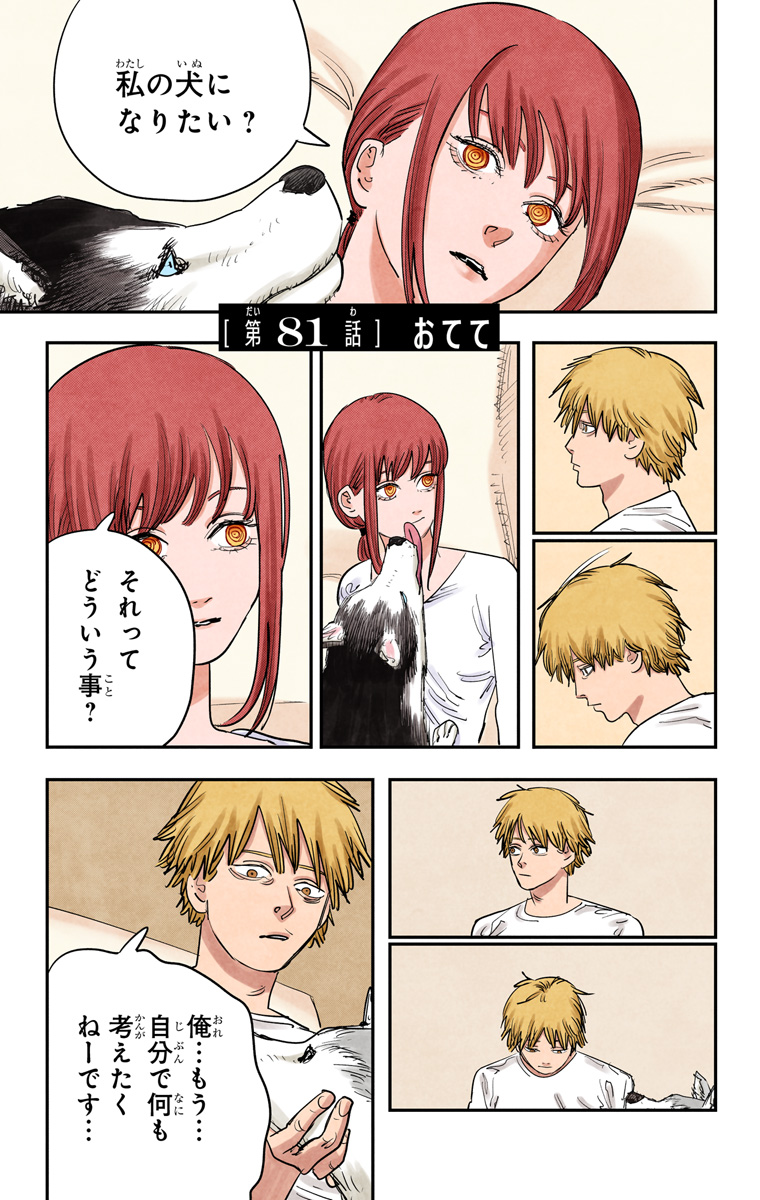 私の犬に
なりたい？
［第81話］ おてて
それって
どういう事？
俺…もう…
自分で何も
考えたく
ねーです…